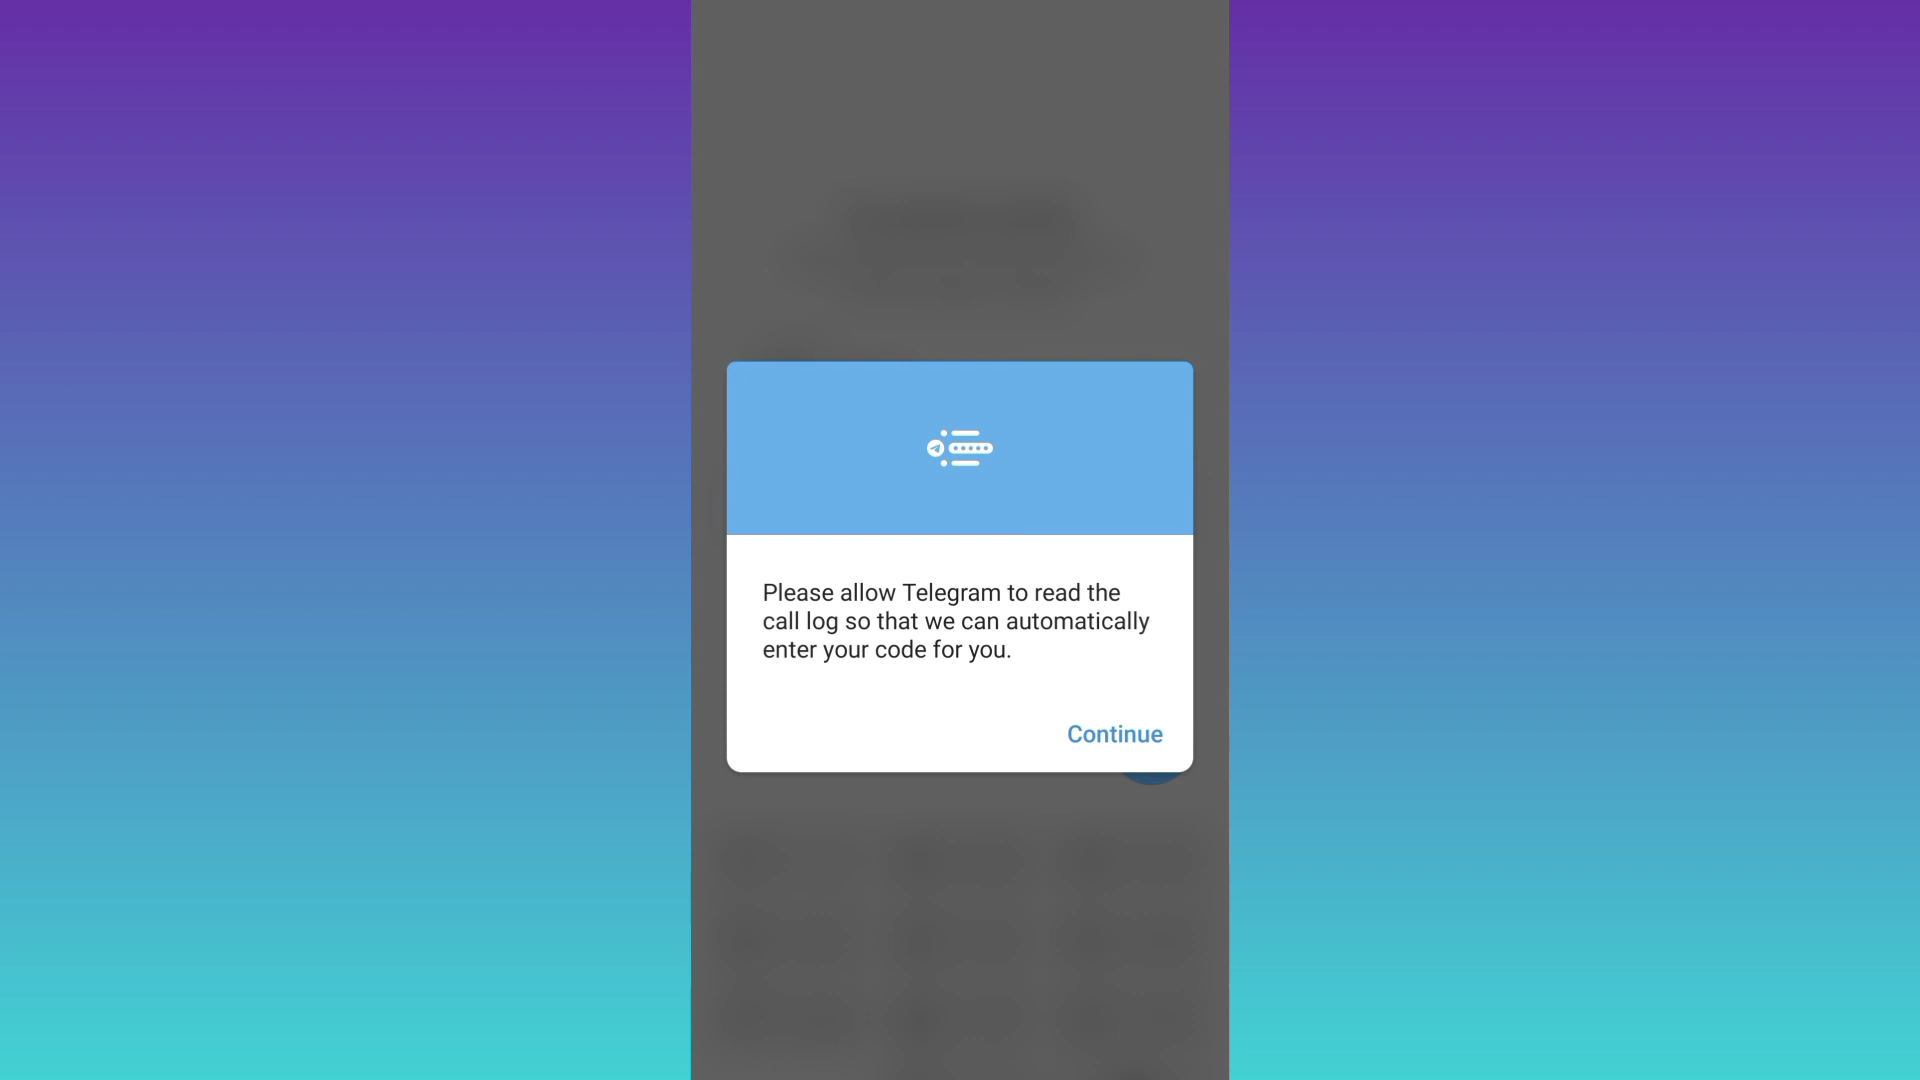 Please allow Telegram to read the
call log so that we can automatically
enter your code for you.
Continue